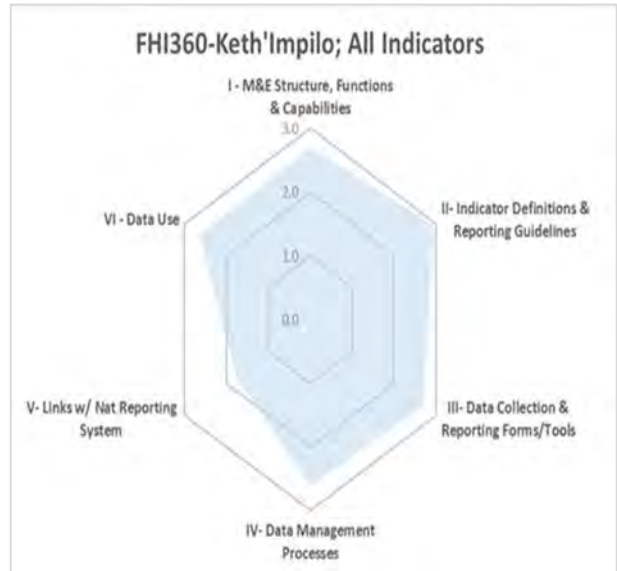 FHI360-Keth'Impilo; All Indicators
I - M&E Structure, Functions
& Capabilities
3.0
2.0
1.0
0.0
II- Indicator Definitions &
Reporting Guidelines
III- Data Collection &
Reporting Forms/Tools
IV- Data Management
Processes
V- Links w/ Nat Reporting
System
VI - Data Use